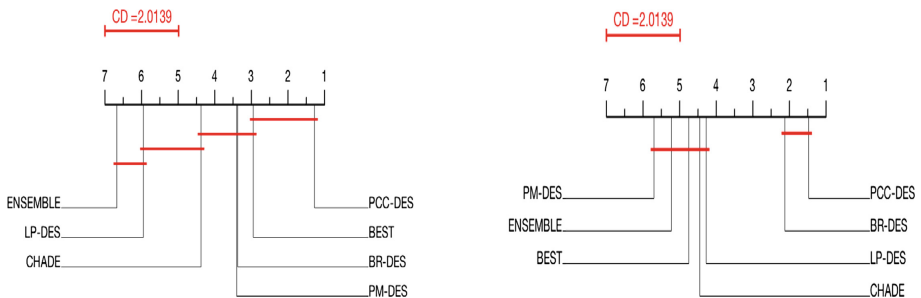 CD =2.0139
7 6 5 4 3 2 1
ENSEMBLE
LP-DES
CHADE
PCC-DES
BEST
BR-DES
PM-DES
CD =2.0139
7 6 5 4 3 2 1
PM-DES
ENSEMBLE
BEST
PCC-DES
BR-DES
LP-DES
CHADE